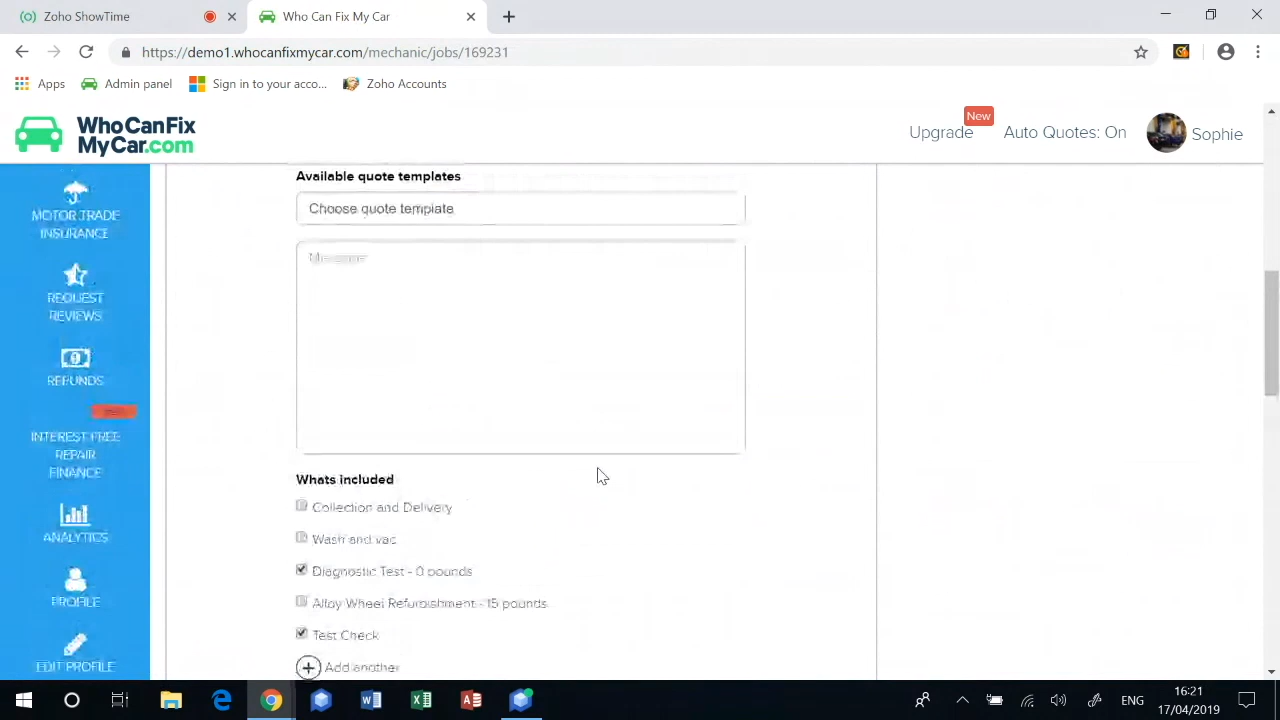 Zoho ShowTime
Who Can Fix My Car
https://demo1.whocanfixmycar.com/mechanic/jobs/169231
Apps
Admin panel
Sign in to your acco...
Zoho Accounts
WhoCanFix
MyCar.com
Upgrade
New
Auto Quotes: On
Sophie
MOTOR TRADE
INSURANCE
REQUEST
REVIEWS
REFUNDS
INTEREST FREE
REPAIR
FINANCE
ANALYTICS
PROFILE
EDIT PROFILE
Available quote templates
Choose quote template
Message
Whats included
Collection and Delivery
Wash and vac
Diagnostic Test - 0 pounds
Alloy Wheel Refurbishment - 15 pounds
Test Check
Add another
ENG
16:21
17/04/2019